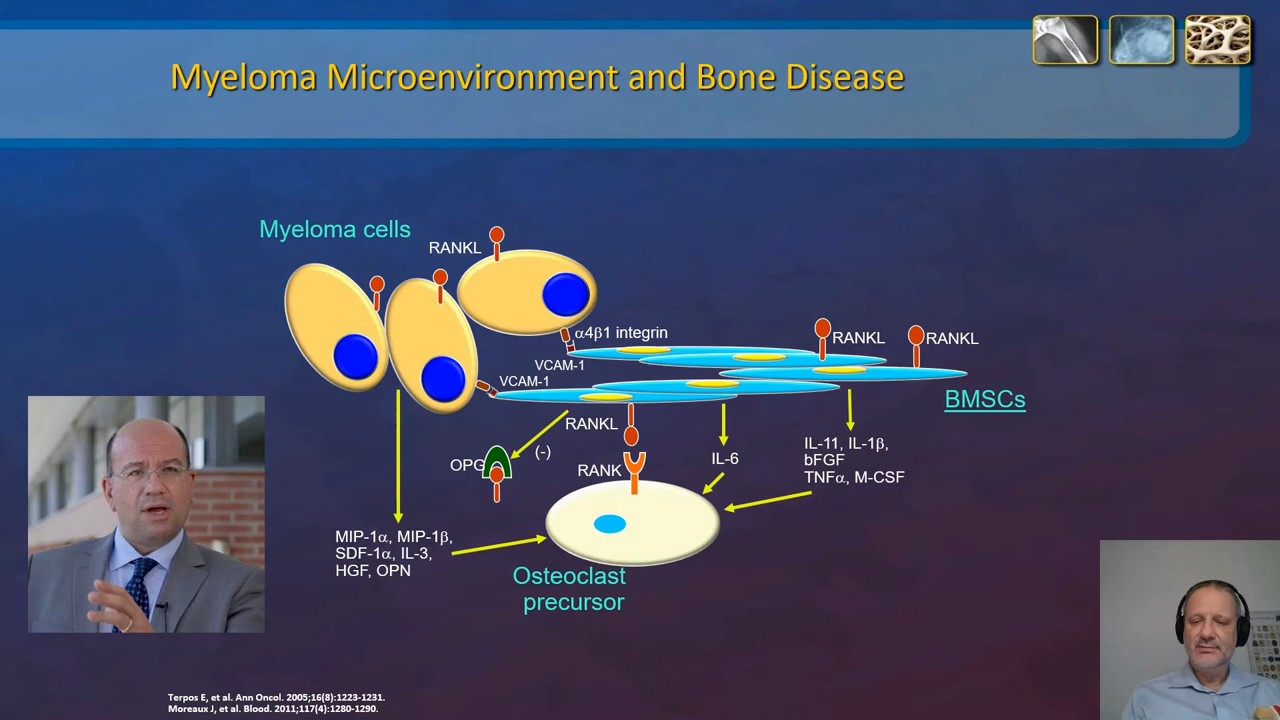 Myeloma Microenvironment and Bone Disease
Myeloma cells
RANKL
α4β1 integrin
RANKL
RANKL
VCAM-1
VCAM-1
BMSCs
RANKL
OPG
(-)
RANK
IL-6
IL-11, IL-1β,
bFGF
TNFα, M-CSF
MIP-1α, MIP-1β,
SDF-1α, IL-3,
HGF, OPN
Osteoclast
precursor
Terpos E, et al. Ann Oncol. 2005;16(8):1223-1231.
Moreaux J, et al. Blood. 2011;117(4):1280-1290.